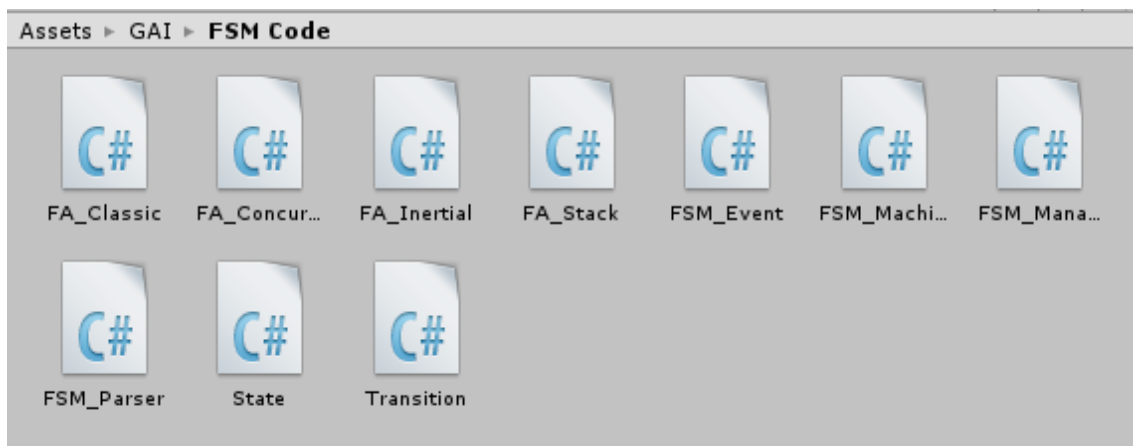 Assets ▸ GAI ▸ FSM Code
C# C# C# C# C# C# C#
FA_Classic FA_Concur... FA_Inertial FA_Stack FSM_Event FSM_Machi... FSM_Mana...
C# C# C#
FSM_Parser State Transition